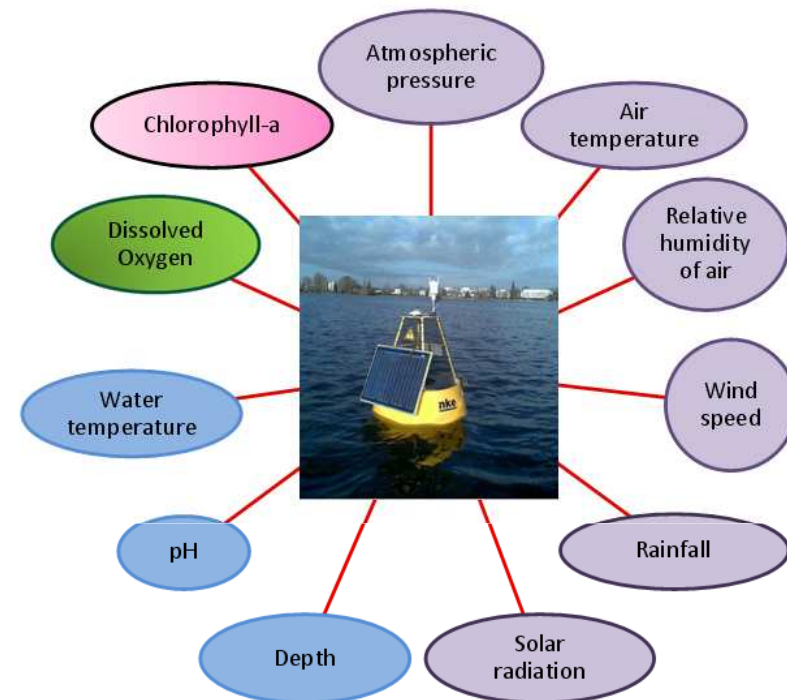 Atmospheric
pressure
Chlorophyll-a
Air
temperature
Dissolved
Oxygen
Relative
humidity
of air
nke
Water
temperature
Wind
speed
pH
Rainfall
Depth
Solar
radiation